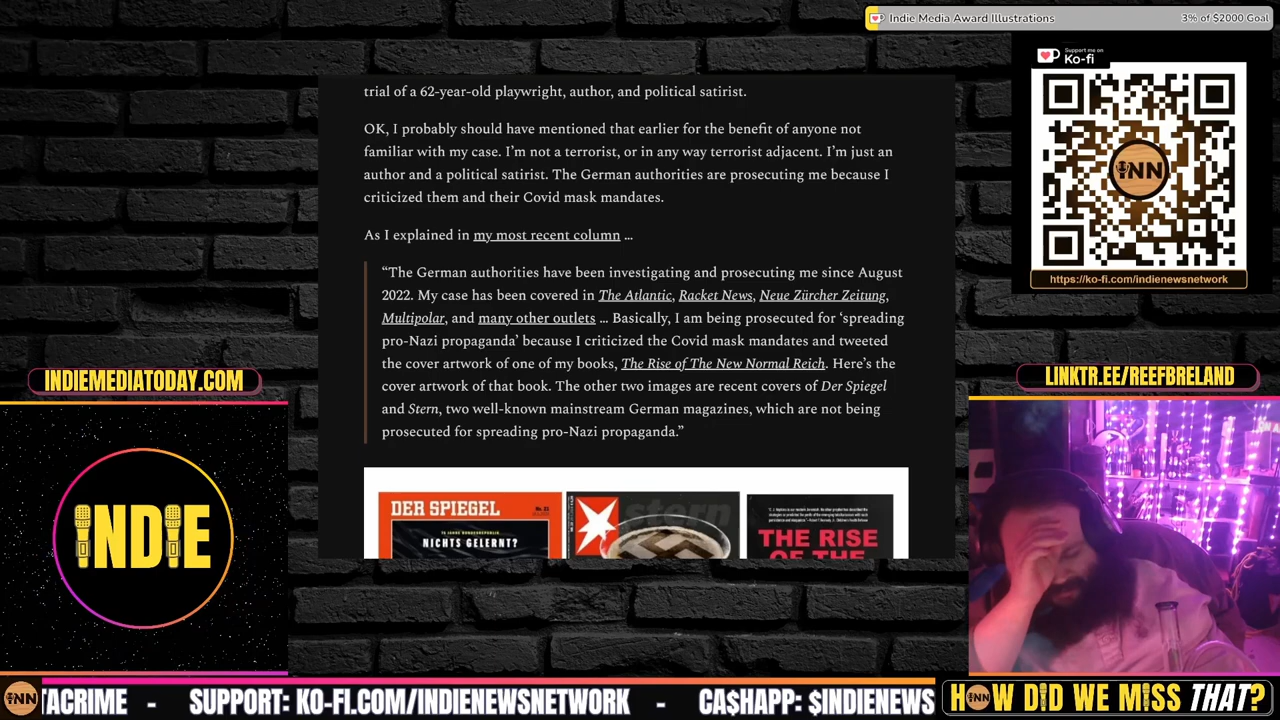 Indie Media Award Illustrations
3% of $2000 Goal
Support me on
Ko-fi
iNN
https://ko-fi.com/indienewsnetwork
trial of a 62-year-old playwright, author, and political satirist.
OK, I probably should have mentioned that earlier for the benefit of anyone not
familiar with my case. I'm not a terrorist, or in any way terrorist adjacent. I'm just an
author and a political satirist. The German authorities are prosecuting me because I
criticized them and their Covid mask mandates.
As I explained in my most recent column ...
“The German authorities have been investigating and prosecuting me since August
2022. My case has been covered in The Atlantic, Racket News, Neue Zürcher Zeitung,
Multipolar, and many other outlets ... Basically, I am being prosecuted for ‘spreading
pro-Nazi propaganda’ because I criticized the Covid mask mandates and tweeted
the cover artwork of one of my books, The Rise of The New Normal Reich. Here’s the
cover artwork of that book. The other two images are recent covers of Der Spiegel
and Stern, two well-known mainstream German magazines, which are not being
prosecuted for spreading pro-Nazi propaganda.”
DER SPIEGEL
NICHTS GELERNT?
THE RISE
OF THE
INDIEMEDIATODAY.COM
INDIE
LINKTR.EE/REEFBRELAND
iNN
TACRIME - SUPPORT: KO-FI.COM/INDIENEWSNETWORK - CA$HAPP: $INDIENEWS
HOW DID WE MISS THAT?